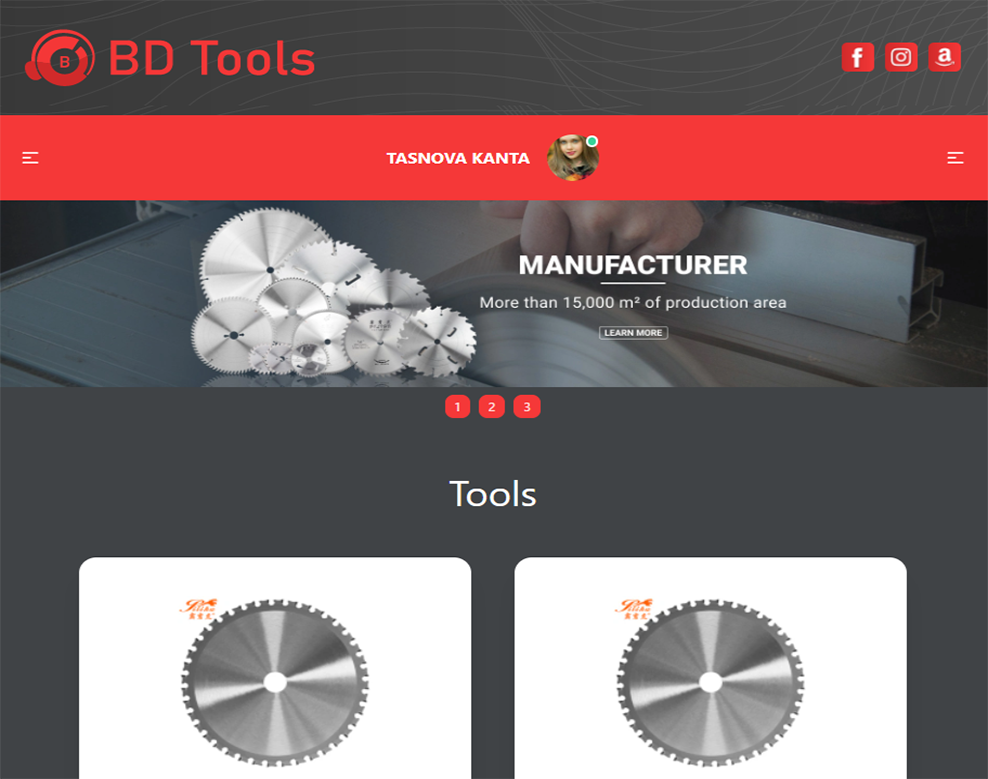 B
BD Tools
TASNOVA KANTA
MANUFACTURER
More than 15,000 m² of production area
LEARN MORE
1 2 3
Tools